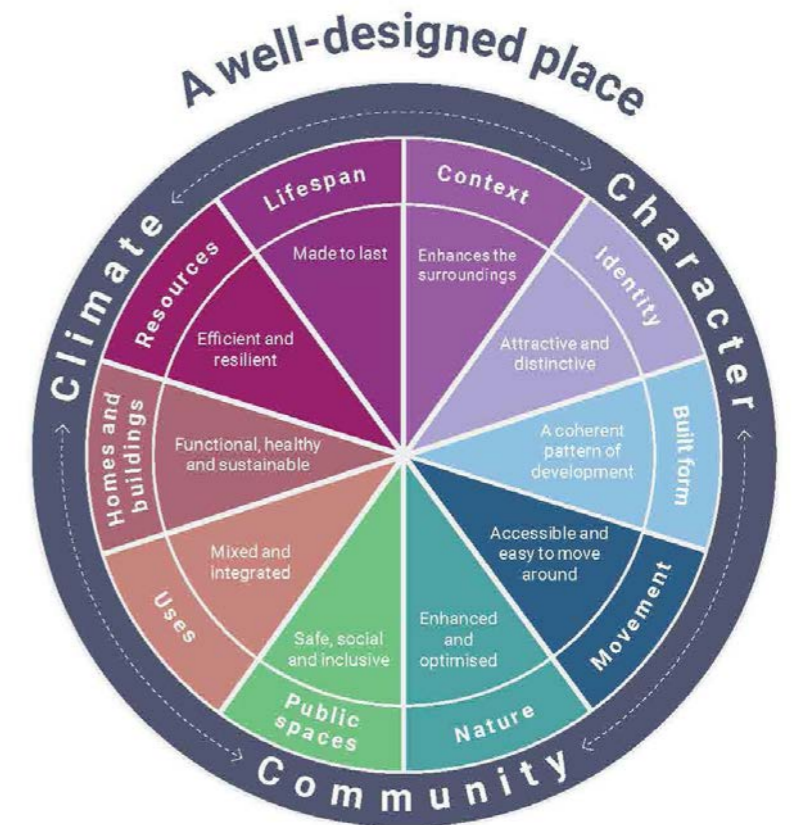 A well-designed place
Climate
Character
Community
Context
Enhances the
surroundings
Identity
Attractive and
distinctive
Built form
A coherent
pattern of
development
Movement
Accessible and
easy to move
around
Nature
Enhanced
and
optimised
Public
spaces
Safe, social
and inclusive
Uses
Mixed and
integrated
Homes and
buildings
Functional, healthy
and sustainable
Resources
Efficient and
resilient
Lifespan
Made to last